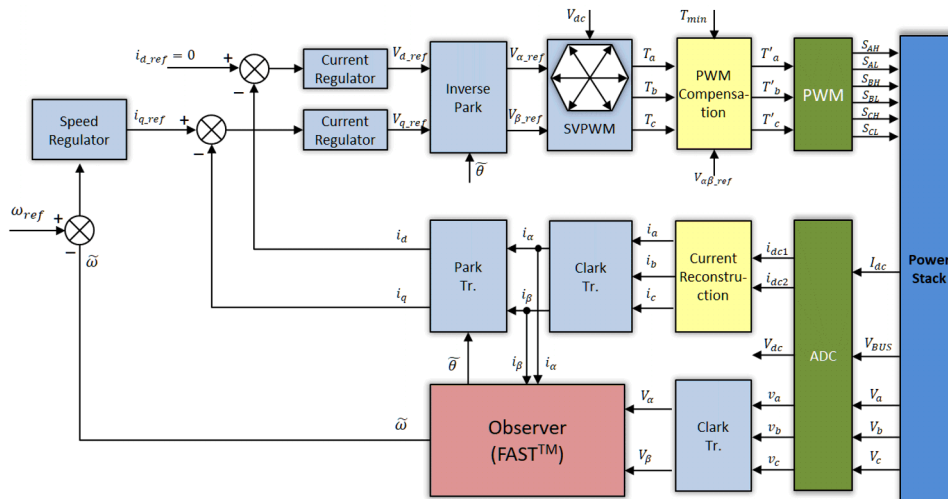 V_dc
T_min
i_d_ref = 0
+
−
Current
Regulator
V_d_ref
Inverse
Park
V_α_ref
V_β_ref
SVPWM
T_a
T_b
T_c
PWM
Compensa-
tion
T'_a
T'_b
T'_c
PWM
S_AH
S_AL
S_BH
S_BL
S_CH
S_CL
Speed
Regulator
i_q_ref
+
−
Current
Regulator
V_q_ref
θ̃
V_αβ_ref
ω_ref
+
−
ω̃
i_d
i_q
Park
Tr.
i_α
i_β
Clark
Tr.
i_a
i_b
i_c
Current
Reconstru-
ction
i_dc1
i_dc2
V_dc
ADC
I_dc
V_BUS
Power
Stack
θ̃
i_β
i_α
ω̃
Observer
(FAST™)
V_α
V_β
Clark
Tr.
v_a
v_b
v_c
V_a
V_b
V_c